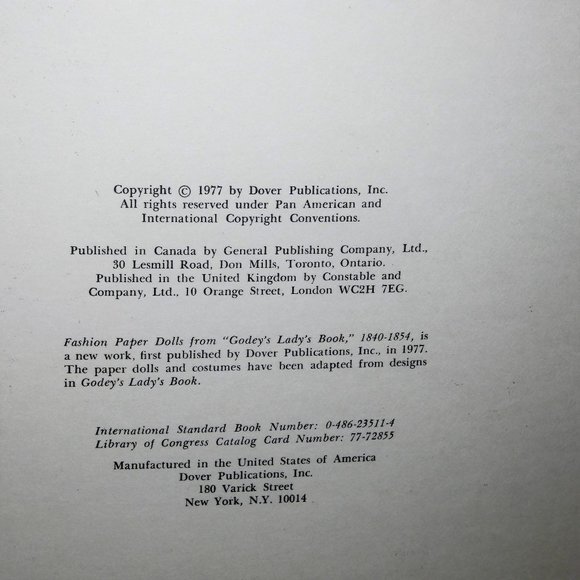 Copyright © 1977 by Dover Publications, Inc.
All rights reserved under Pan American and
International Copyright Conventions.
Published in Canada by General Publishing Company, Ltd.,
30 Lesmill Road, Don Mills, Toronto, Ontario.
Published in the United Kingdom by Constable and
Company, Ltd., 10 Orange Street, London WC2H 7EG.
Fashion Paper Dolls from "Godey's Lady's Book," 1840-1854, is
a new work, first published by Dover Publications, Inc., in 1977.
The paper dolls and costumes have been adapted from designs
in Godey's Lady's Book.
International Standard Book Number: 0-486-23511-4
Library of Congress Catalog Card Number: 77-72855
Manufactured in the United States of America
Dover Publications, Inc.
180 Varick Street
New York, N.Y. 10014